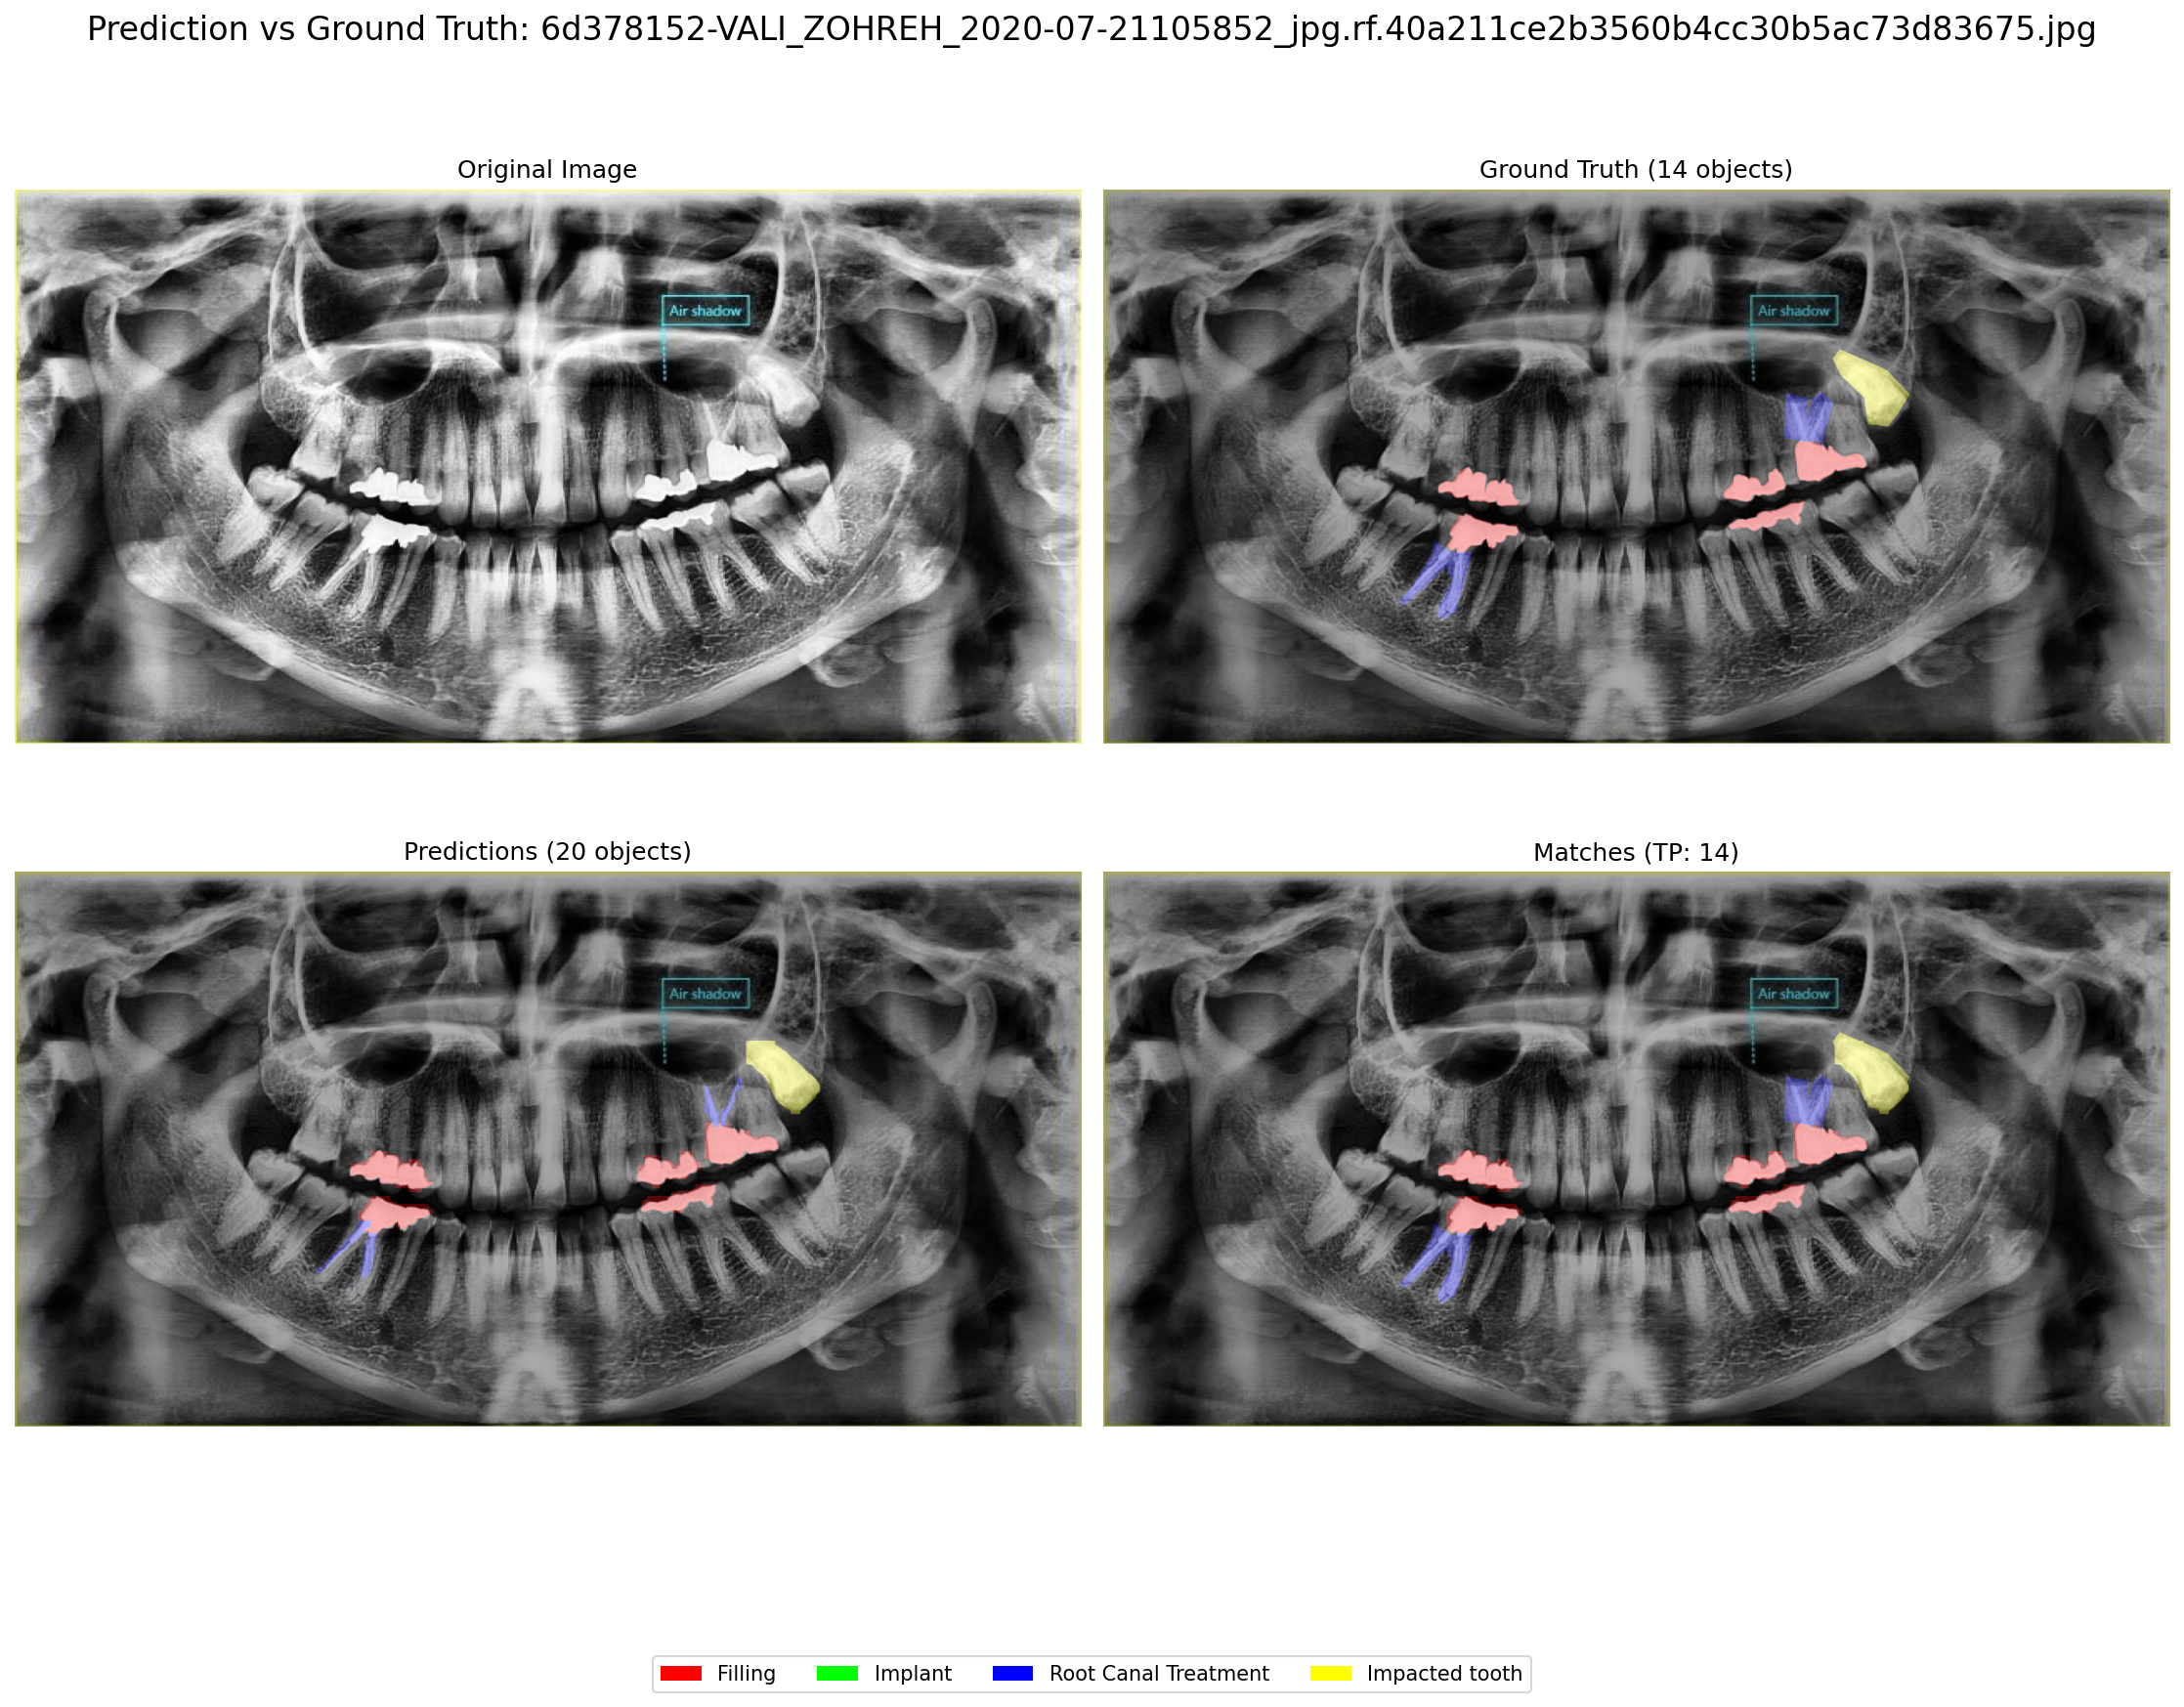 Prediction vs Ground Truth: 6d378152-VALI_ZOHREH_2020-07-21105852_jpg.rf.40a211ce2b3560b4cc30b5ac73d83675.jpg
Original Image
Ground Truth (14 objects)
Air shadow
Air shadow
Predictions (20 objects)
Matches (TP: 14)
Air shadow
Air shadow
Filling
Implant
Root Canal Treatment
Impacted tooth